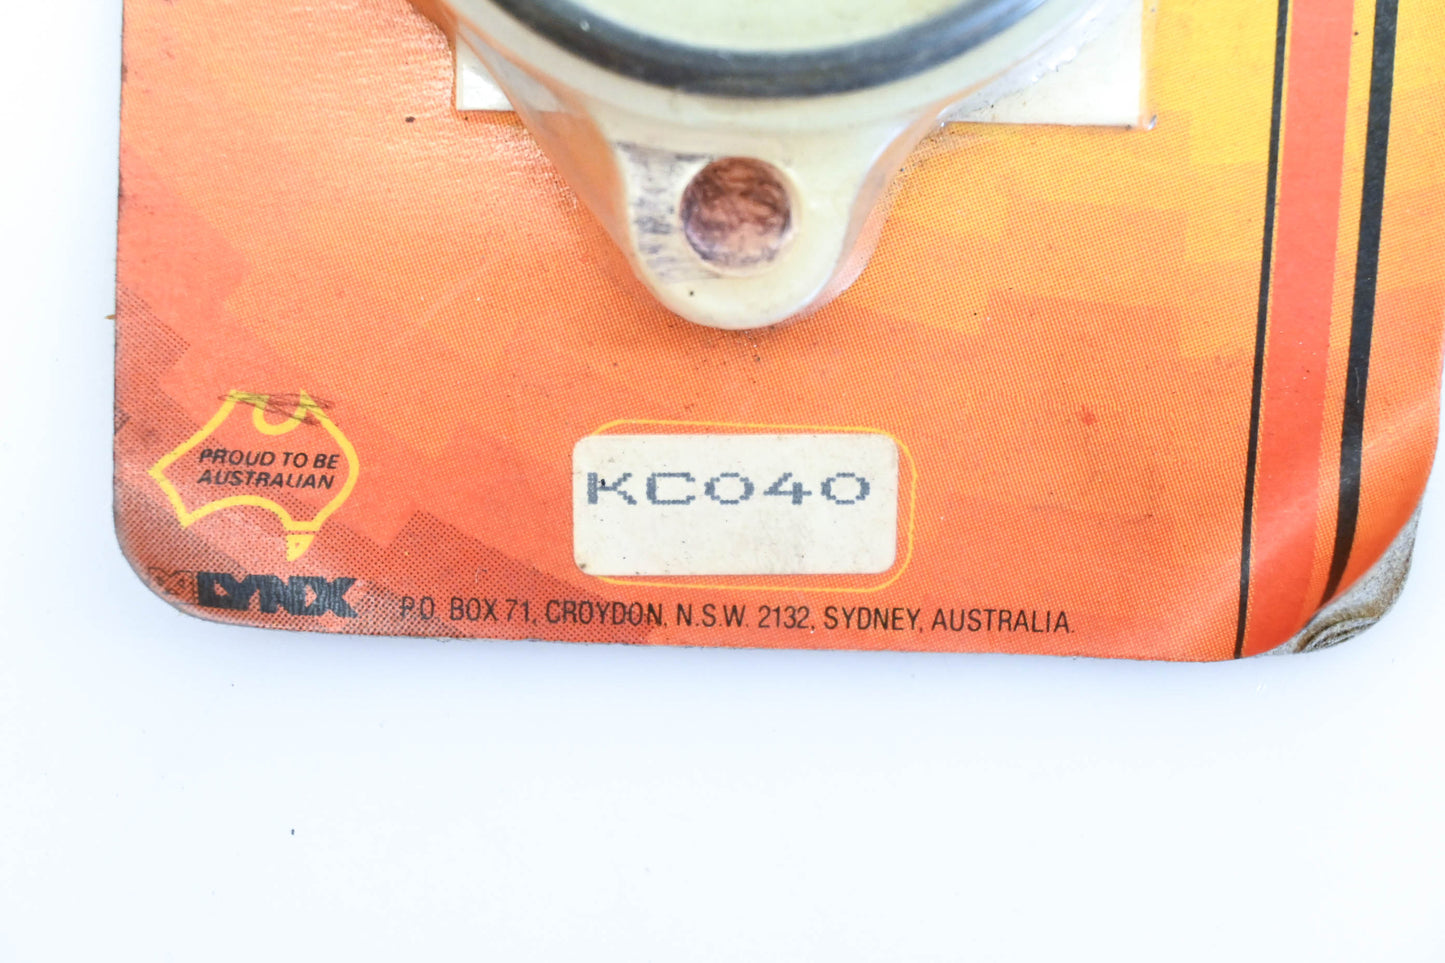 PROUD TO BE
AUSTRALIAN
KC040
LYNX
P.O. BOX 71, CROYDON, N.S.W. 2132, SYDNEY, AUSTRALIA.